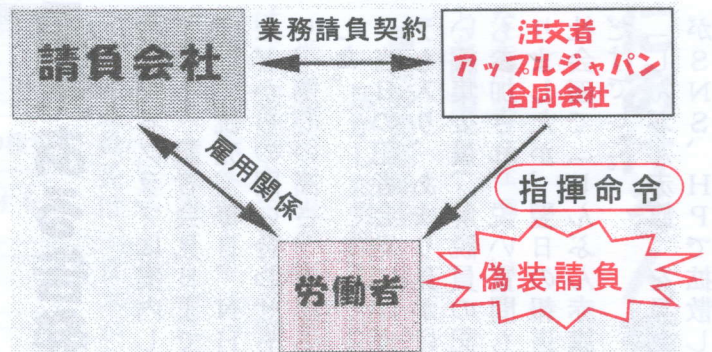 業務請負契約
請負会社
注文者
アップルジャパン
合同会社
雇用関係
指揮命令
労働者
偽装請負